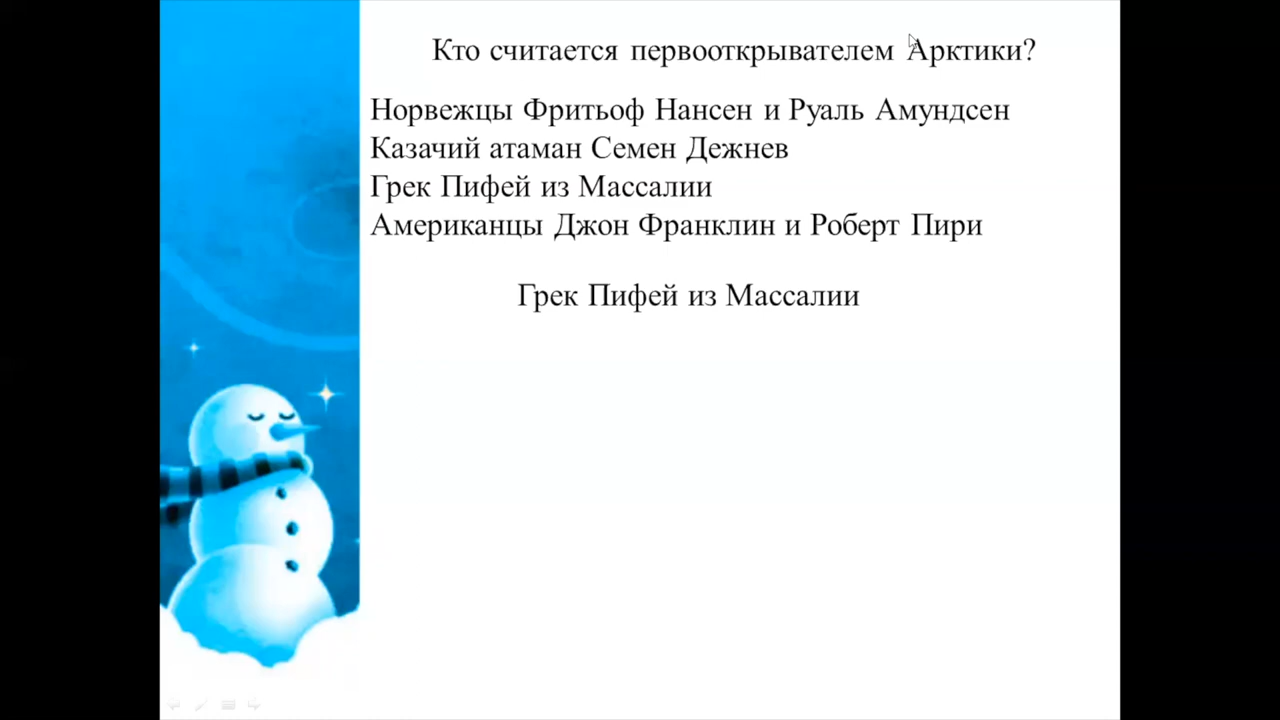 Кто считается первооткрывателем Арктики?
Норвежцы Фритьоф Нансен и Руаль Амундсен
Казачий атаман Семен Дежнев
Грек Пифей из Массалии
Американцы Джон Франклин и Роберт Пири
Грек Пифей из Массалии